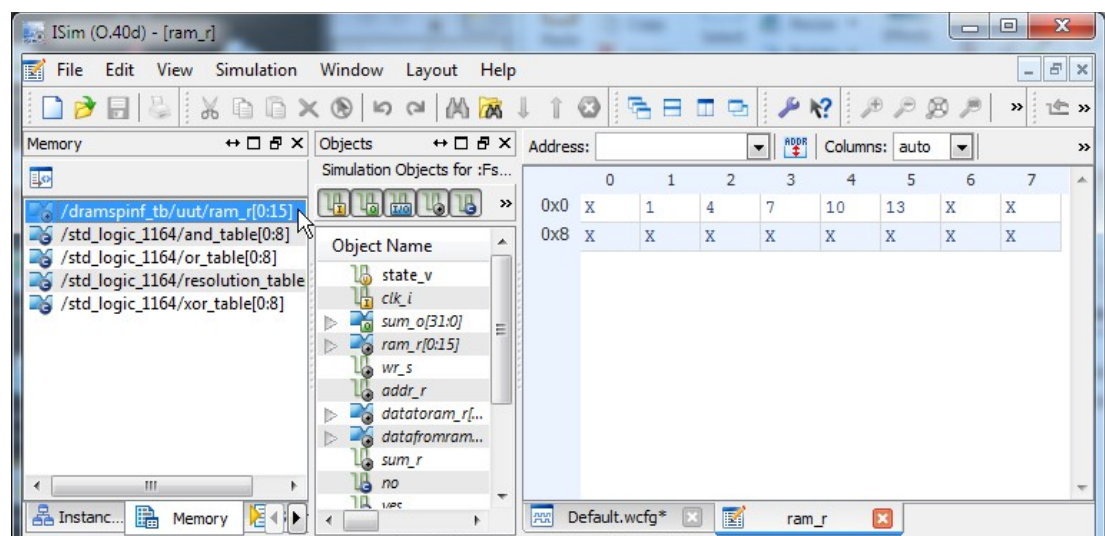 ISim (O.40d) - [ram_r]
File Edit View Simulation Window Layout Help
Memory
Objects
Address:
Columns: auto
Simulation Objects for :Fs...
/dramspinf_tb/uut/ram_r[0:15]
/std_logic_1164/and_table[0:8]
/std_logic_1164/or_table[0:8]
/std_logic_1164/resolution_table
/std_logic_1164/xor_table[0:8]
Object Name
state_v
clk_i
sum_o[31:0]
ram_r[0:15]
wr_s
addr_r
datatoram_r[...
datafromram...
sum_r
no
yes
0 1 2 3 4 5 6 7
0x0 X 1 4 7 10 13 X X
0x8 X X X X X X X X
Instanc... Memory
Default.wcfg* ram_r